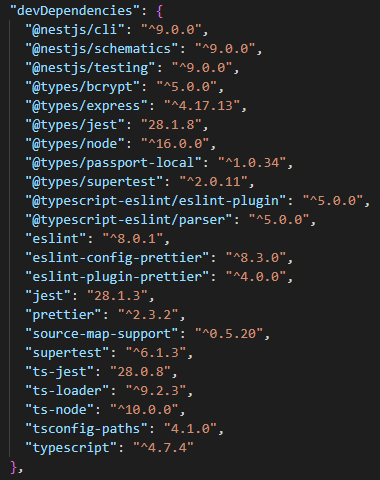 "devDependencies": {
"@nestjs/cli": "^9.0.0",
"@nestjs/schematics": "^9.0.0",
"@nestjs/testing": "^9.0.0",
"@types/bcrypt": "^5.0.0",
"@types/express": "^4.17.13",
"@types/jest": "28.1.8",
"@types/node": "^16.0.0",
"@types/passport-local": "^1.0.34",
"@types/supertest": "^2.0.11",
"@typescript-eslint/eslint-plugin": "^5.0.0",
"@typescript-eslint/parser": "^5.0.0",
"eslint": "^8.0.1",
"eslint-config-prettier": "^8.3.0",
"eslint-plugin-prettier": "^4.0.0",
"jest": "28.1.3",
"prettier": "^2.3.2",
"source-map-support": "^0.5.20",
"supertest": "^6.1.3",
"ts-jest": "28.0.8",
"ts-loader": "^9.2.3",
"ts-node": "^10.0.0",
"tsconfig-paths": "4.1.0",
"typescript": "^4.7.4"
},